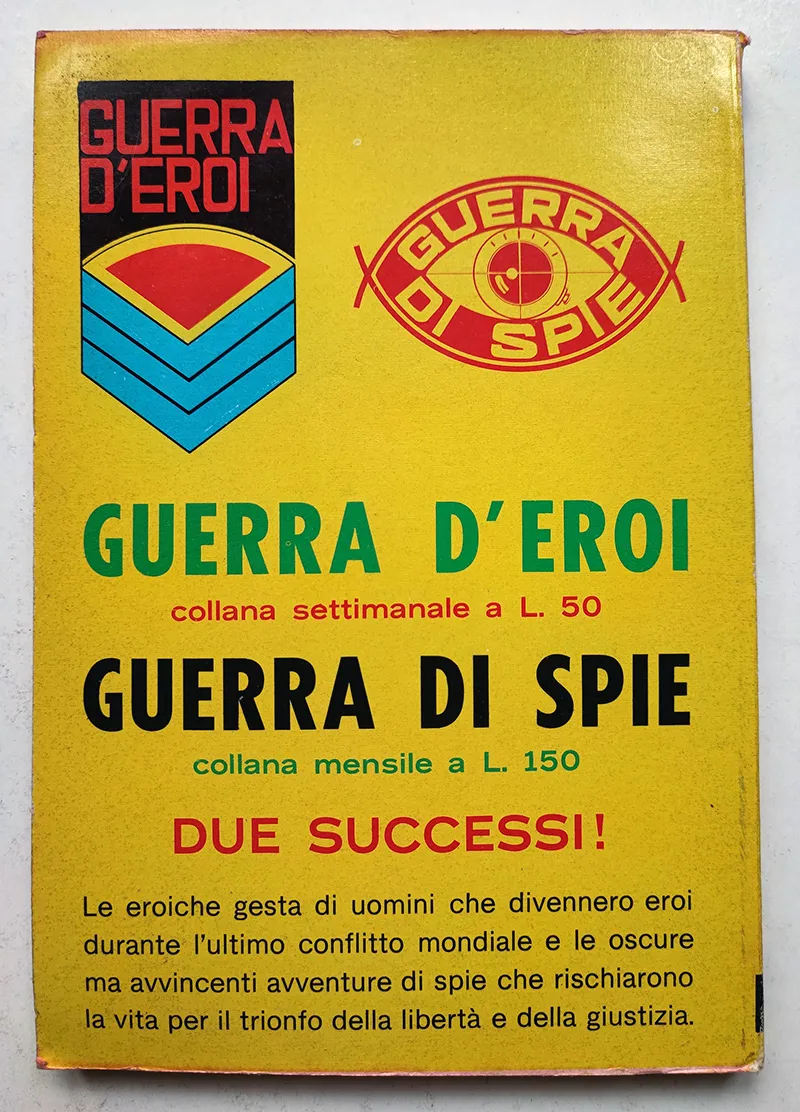 GUERRA
D'EROI
GUERRA
DI SPIE
GUERRA D'EROI
collana settimanale a L. 50
GUERRA DI SPIE
collana mensile a L. 150
DUE SUCCESSI!
Le eroiche gesta di uomini che divennero eroi
durante l'ultimo conflitto mondiale e le oscure
ma avvincenti avventure di spie che rischiarono
la vita per il trionfo della libertà e della giustizia.